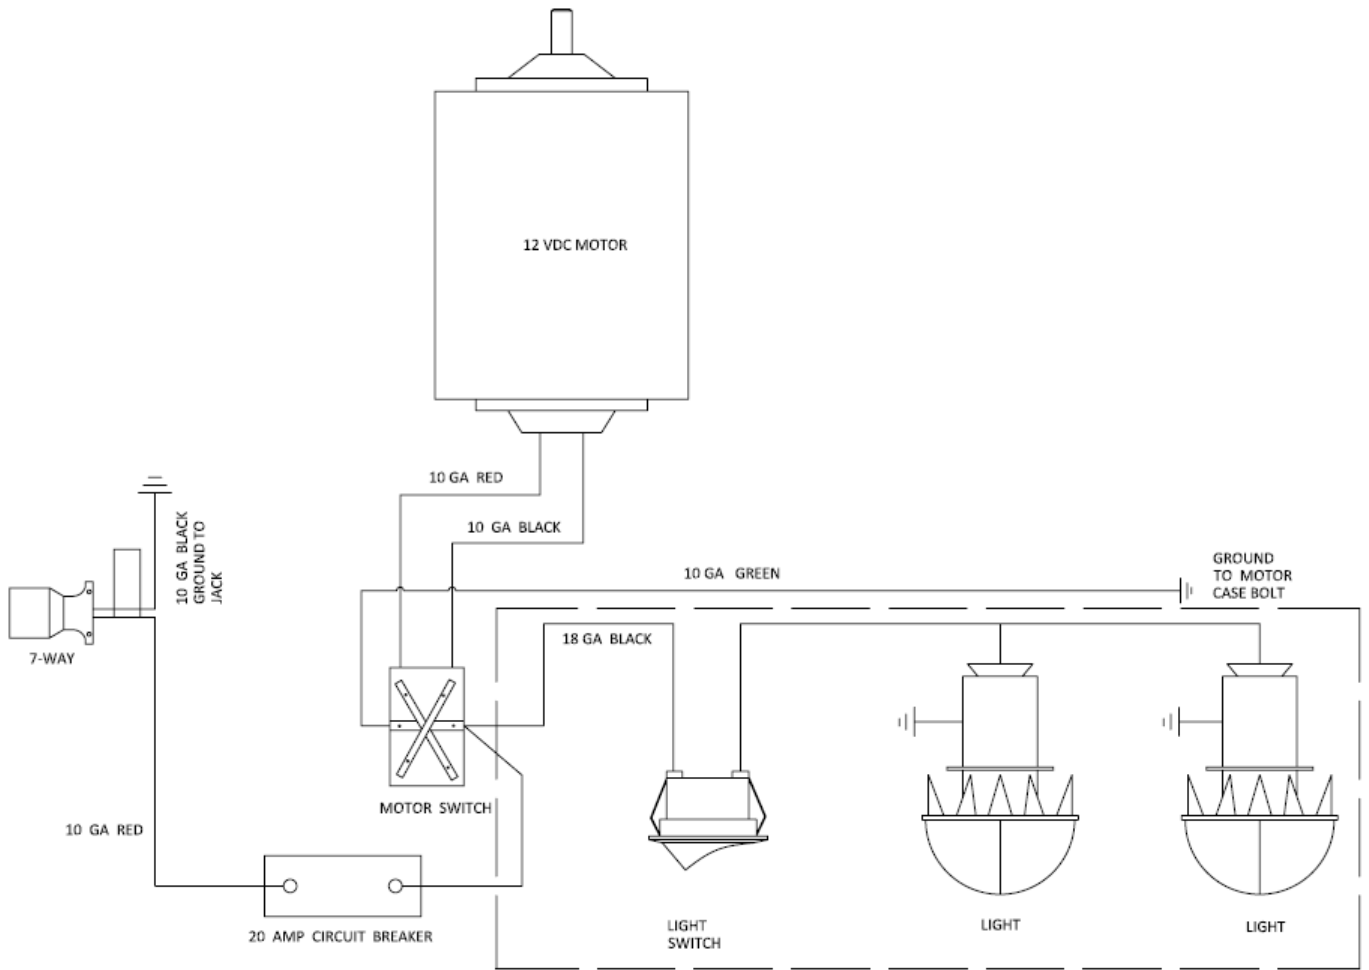 12 VDC MOTOR
10 GA RED
10 GA BLACK
10 GA BLACK
GROUND TO
JACK
10 GA GREEN
GROUND
TO MOTOR
CASE BOLT
18 GA BLACK
7-WAY
MOTOR SWITCH
10 GA RED
20 AMP CIRCUIT BREAKER
LIGHT
SWITCH
LIGHT
LIGHT